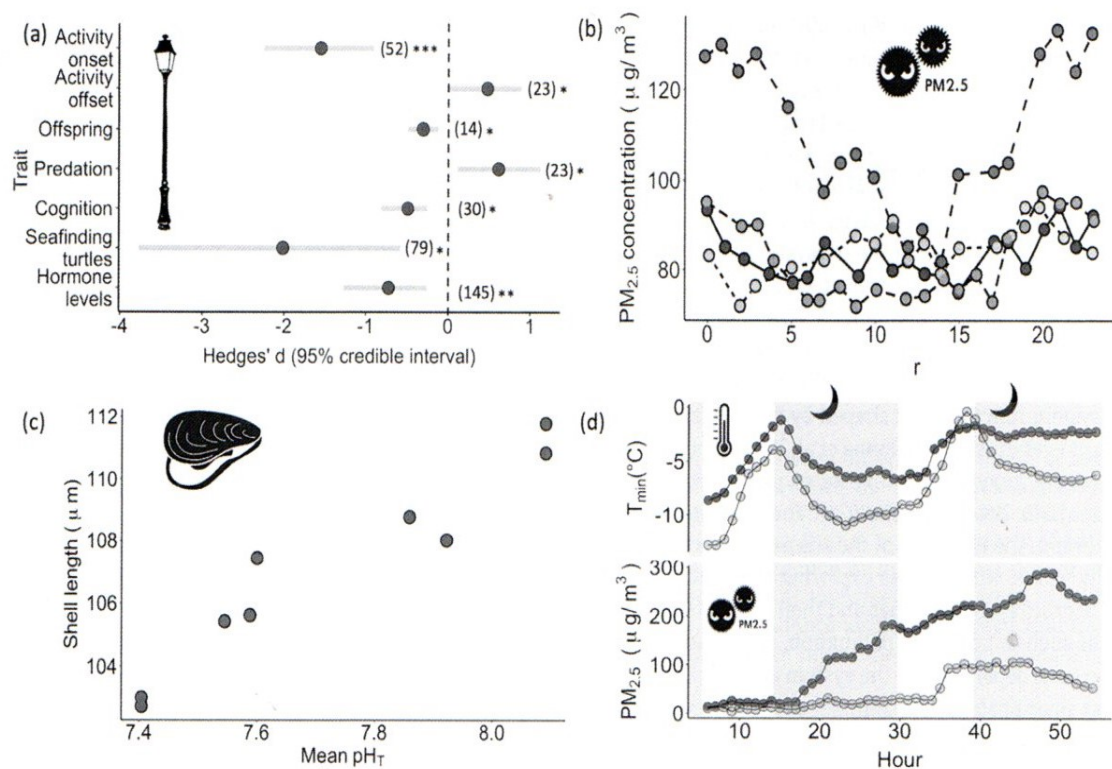 (a)
Activity
onset
Activity
offset
Offspring
Predation
Cognition
Seafinding
turtles
Hormone
levels
Trait
(52) ***
(23) *
(14) *
(23) *
(30) *
(79) *
(145) **
-4 -3 -2 -1 0 1
Hedges' d (95% credible interval)
(b)
PM2.5 concentration ( μ g/ m³ )
120
100
80
PM2.5
0 5 10 15 20
r
(c)
Shell length ( μ m)
112
110
108
106
104
7.4 7.6 7.8 8.0
Mean pHT
(d)
Tmin(°C)
0
-5
-10
PM2.5 ( μ g/ m³ )
300
200
100
0
PM2.5
10 20 30 40 50
Hour